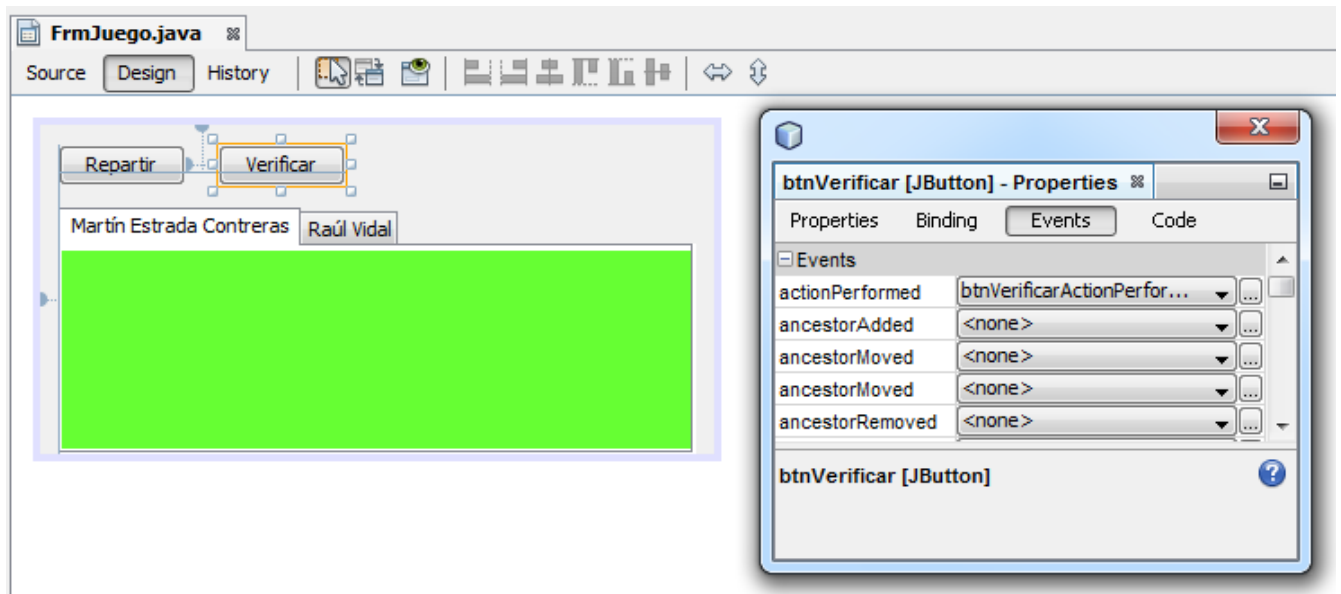 FrmJuego.java
Source Design History
Repartir Verificar
Martín Estrada Contreras Raúl Vidal
btnVerificar [JButton] - Properties
Properties Binding Events Code
Events
actionPerformed btnVerificarActionPerfor... ...
ancestorAdded <none> ...
ancestorMoved <none> ...
ancestorMoved <none> ...
ancestorRemoved <none> ...
btnVerificar [JButton]